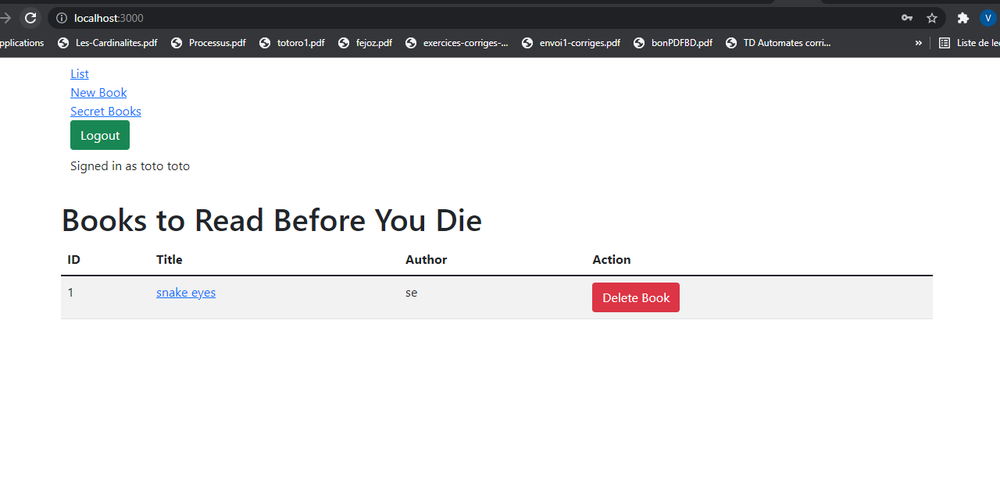 localhost:3000
pplications Les-Cardinalites.pdf Processus.pdf totoro1.pdf fejoz.pdf exercices-corriges-... envoi1-corriges.pdf bonPDFBD.pdf TD Automates corri... » Liste de le
V
List
New Book
Secret Books
Logout
Signed in as toto toto
Books to Read Before You Die
ID Title Author Action
1 snake eyes se Delete Book